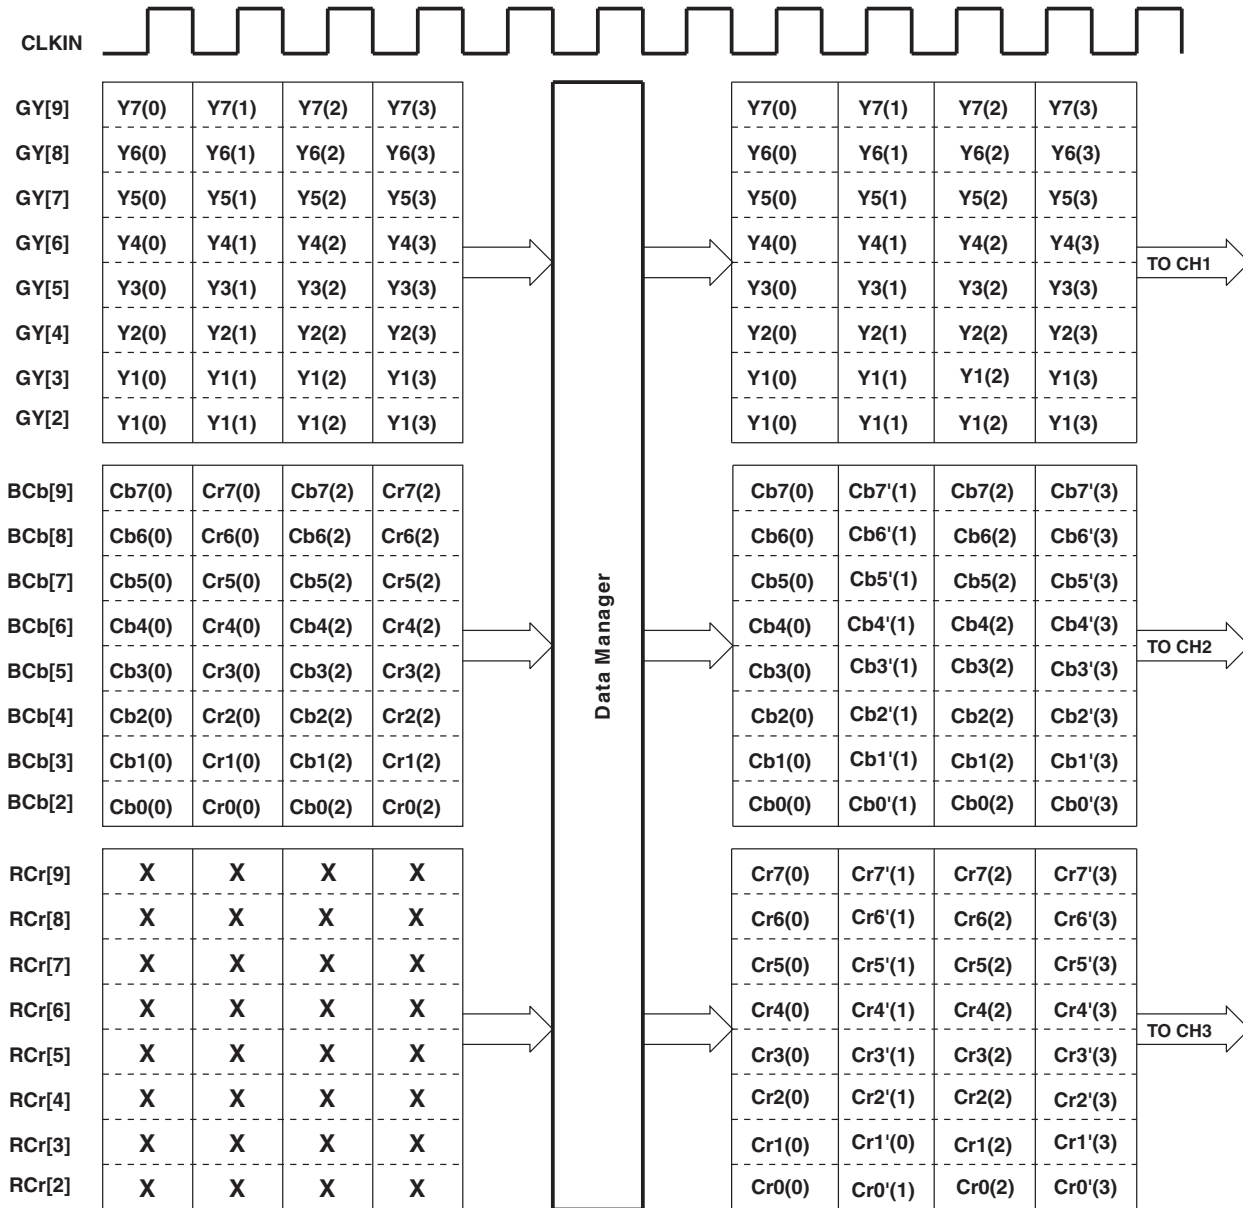 CLKIN
GY[9] Y7(0) Y7(1) Y7(2) Y7(3) Y7(0) Y7(1) Y7(2) Y7(3)
GY[8] Y6(0) Y6(1) Y6(2) Y6(3) Y6(0) Y6(1) Y6(2) Y6(3)
GY[7] Y5(0) Y5(1) Y5(2) Y5(3) Y5(0) Y5(1) Y5(2) Y5(3)
GY[6] Y4(0) Y4(1) Y4(2) Y4(3) Y4(0) Y4(1) Y4(2) Y4(3)
TO CH1
GY[5] Y3(0) Y3(1) Y3(2) Y3(3) Y3(0) Y3(1) Y3(2) Y3(3)
GY[4] Y2(0) Y2(1) Y2(2) Y2(3) Y2(0) Y2(1) Y2(2) Y2(3)
GY[3] Y1(0) Y1(1) Y1(2) Y1(3) Y1(0) Y1(1) Y1(2) Y1(3)
GY[2] Y1(0) Y1(1) Y1(2) Y1(3) Y1(0) Y1(1) Y1(2) Y1(3)
BCb[9] Cb7(0) Cr7(0) Cb7(2) Cr7(2) Cb7(0) Cb7'(1) Cb7(2) Cb7'(3)
BCb[8] Cb6(0) Cr6(0) Cb6(2) Cr6(2) Cb6(0) Cb6'(1) Cb6(2) Cb6'(3)
BCb[7] Cb5(0) Cr5(0) Cb5(2) Cr5(2) Cb5(0) Cb5'(1) Cb5(2) Cb5'(3)
BCb[6] Cb4(0) Cr4(0) Cb4(2) Cr4(2) Cb4(0) Cb4'(1) Cb4(2) Cb4'(3)
Data Manager
TO CH2
BCb[5] Cb3(0) Cr3(0) Cb3(2) Cr3(2) Cb3(0) Cb3'(1) Cb3(2) Cb3'(3)
BCb[4] Cb2(0) Cr2(0) Cb2(2) Cr2(2) Cb2(0) Cb2'(1) Cb2(2) Cb2'(3)
BCb[3] Cb1(0) Cr1(0) Cb1(2) Cr1(2) Cb1(0) Cb1'(1) Cb1(2) Cb1'(3)
BCb[2] Cb0(0) Cr0(0) Cb0(2) Cr0(2) Cb0(0) Cb0'(1) Cb0(2) Cb0'(3)
RCr[9] X X X X Cr7(0) Cr7'(1) Cr7(2) Cr7'(3)
RCr[8] X X X X Cr6(0) Cr6'(1) Cr6(2) Cr6'(3)
RCr[7] X X X X Cr5(0) Cr5'(1) Cr5(2) Cr5'(3)
RCr[6] X X X X Cr4(0) Cr4'(1) Cr4(2) Cr4'(3)
TO CH3
RCr[5] X X X X Cr3(0) Cr3'(1) Cr3(2) Cr3'(3)
RCr[4] X X X X Cr2(0) Cr2'(1) Cr2(2) Cr2'(3)
RCr[3] X X X X Cr1(0) Cr1'(0) Cr1(2) Cr1'(3)
RCr[2] X X X X Cr0(0) Cr0'(1) Cr0(2) Cr0'(3)